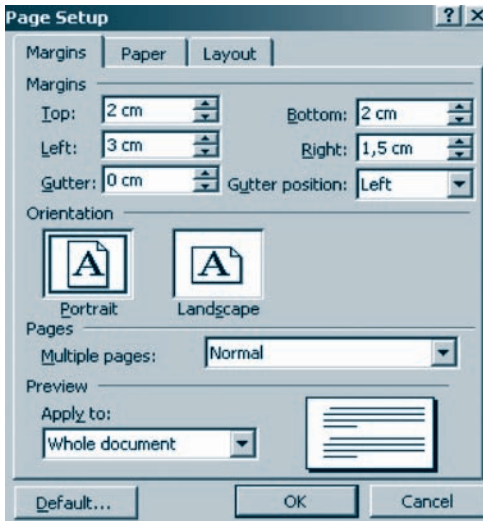 Page Setup ? X
Margins Paper Layout
Margins
Top: 2 cm Bottom: 2 cm
Left: 3 cm Right: 1,5 cm
Gutter: 0 cm Gutter position: Left
Orientation
A A
Portrait Landscape
Pages
Multiple pages: Normal
Preview
Apply to:
Whole document
Default... OK Cancel